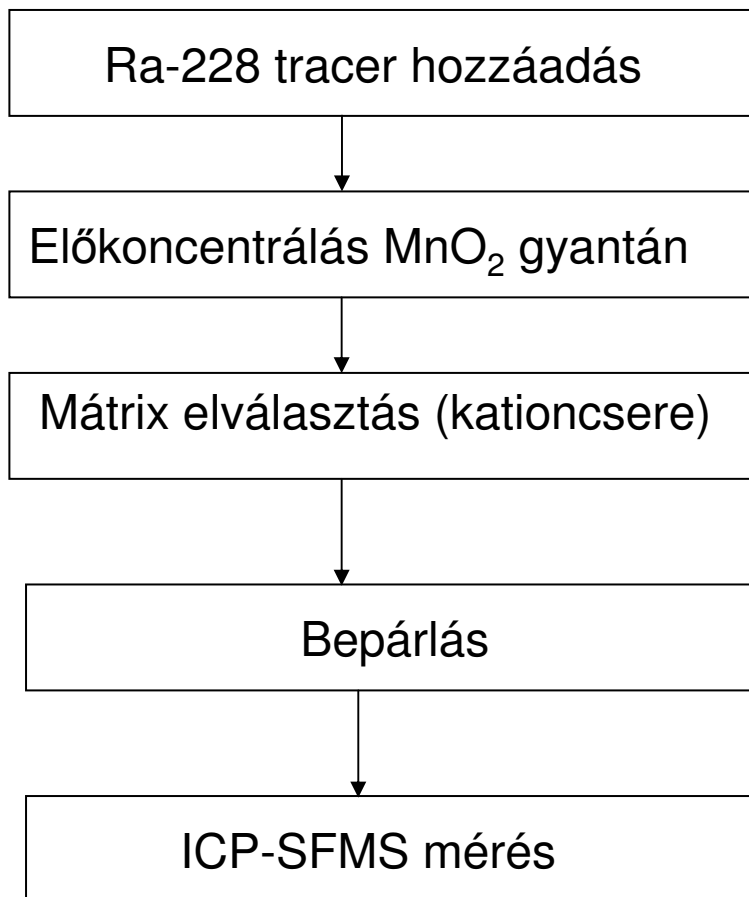 Ra-228 tracer hozzáadás
Előkoncentrálás MnO₂ gyantán
Mátrix elválasztás (kationcsere)
Bepárlás
ICP-SFMS mérés